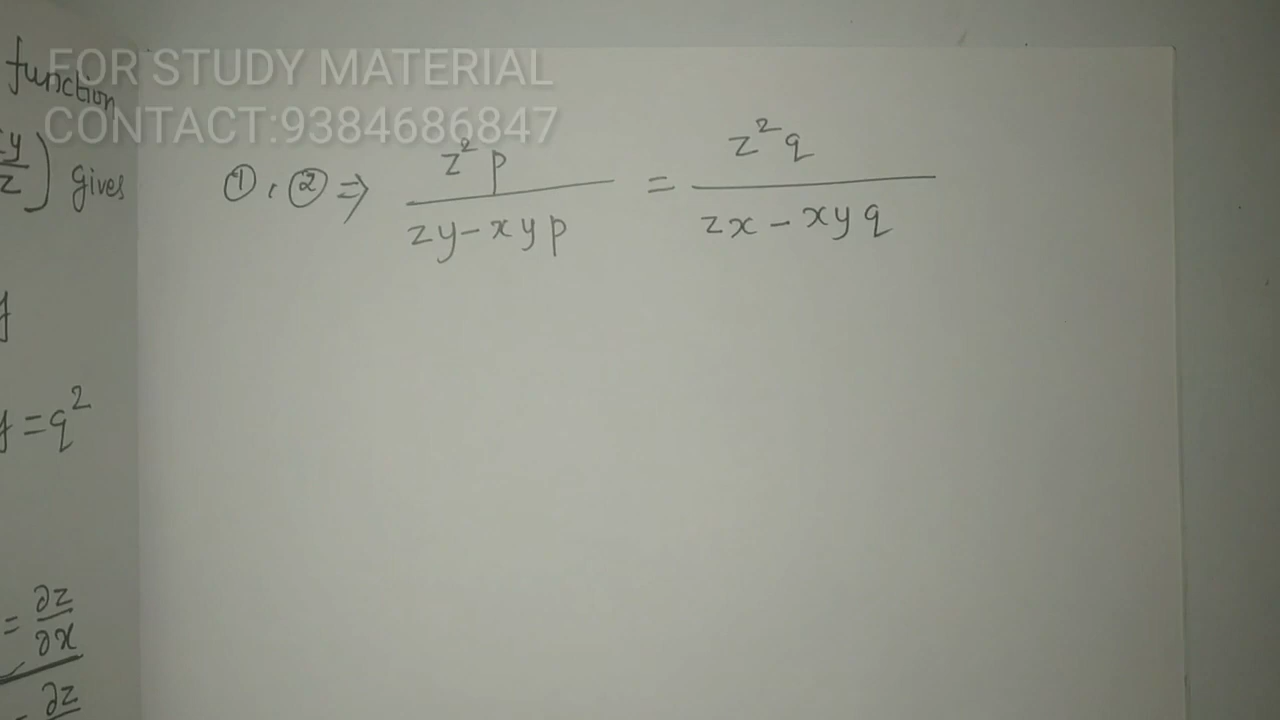 function
FOR STUDY MATERIAL
CONTACT:9384686847
y/z) gives
①, ② ⇒ z²p/(zy-xyp) = z²q/(zx-xyq)
y
y = q²
= ∂z/∂x
∂z